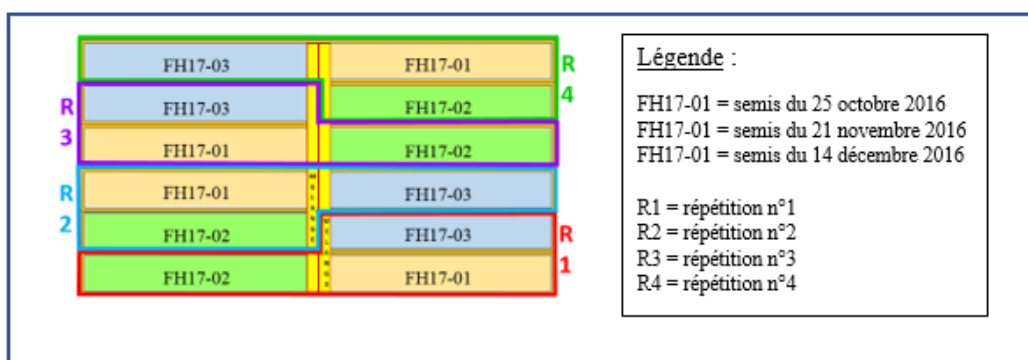 FH17-03 FH17-01 R
R FH17-03 FH17-02 4
3 FH17-01 FH17-02
R FH17-01 MELANGE FH17-03
2 FH17-02 MELANGE FH17-03 R
FH17-02 FH17-01 1
Légende :
FH17-01 = semis du 25 octobre 2016
FH17-01 = semis du 21 novembre 2016
FH17-01 = semis du 14 décembre 2016
R1 = répétition n°1
R2 = répétition n°2
R3 = répétition n°3
R4 = répétition n°4